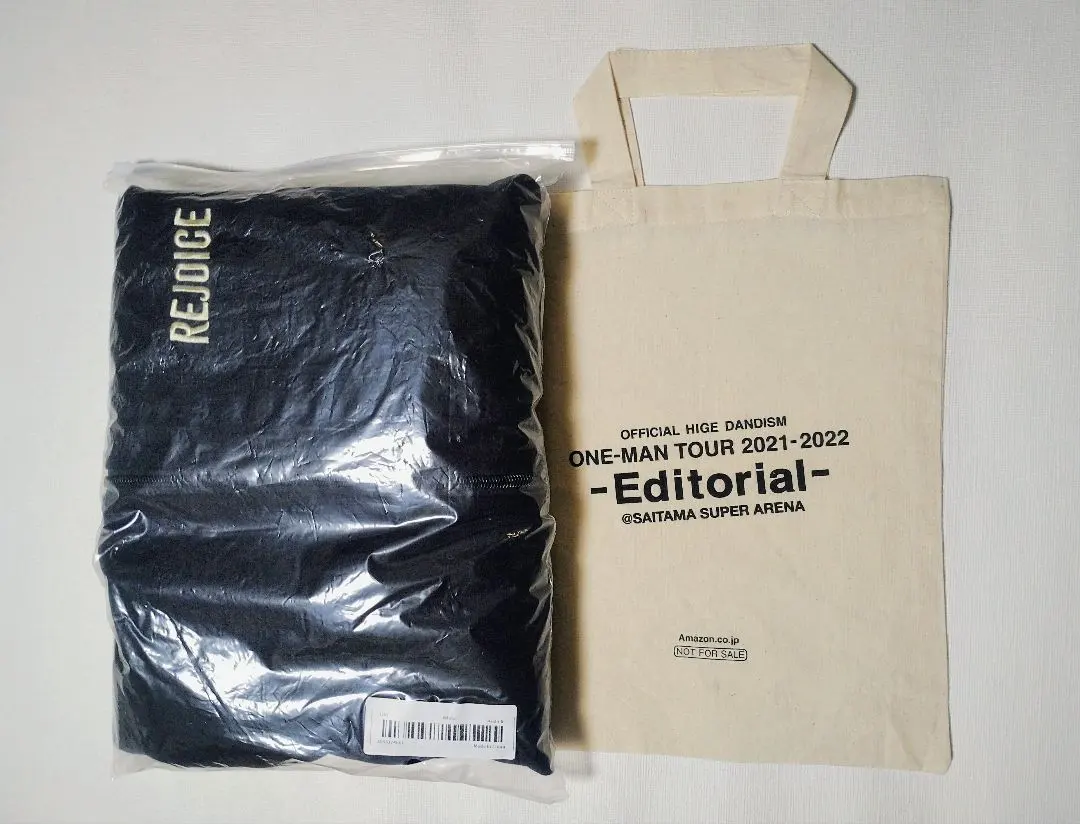 REJOICE
OFFICIAL HIGE DANDISM
ONE-MAN TOUR 2021-2022
-Editorial-
@SAITAMA SUPER ARENA
Amazon.co.jp
NOT FOR SALE